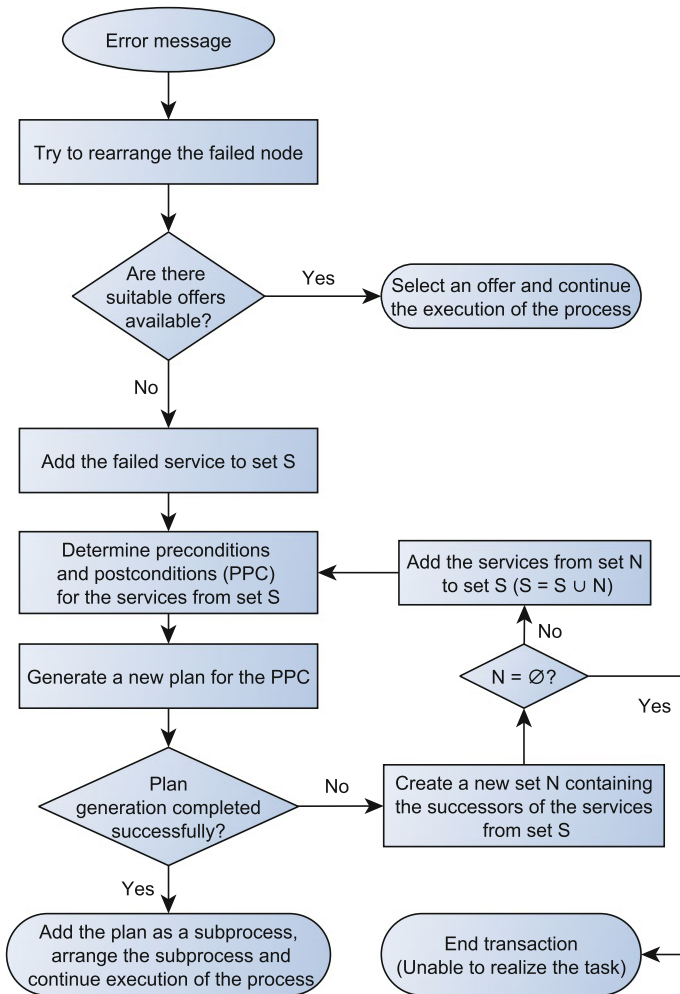 Error message
Try to rearrange the failed node
Are there
suitable offers
available?
Yes
Select an offer and continue
the execution of the process
No
Add the failed service to set S
Determine preconditions
and postconditions (PPC)
for the services from set S
Add the services from set N
to set S (S = S ∪ N)
No
Generate a new plan for the PPC
N = ∅?
Yes
Plan
generation completed
successfully?
No
Create a new set N containing
the successors of the services
from set S
Yes
Add the plan as a subprocess,
arrange the subprocess and
continue execution of the process
End transaction
(Unable to realize the task)